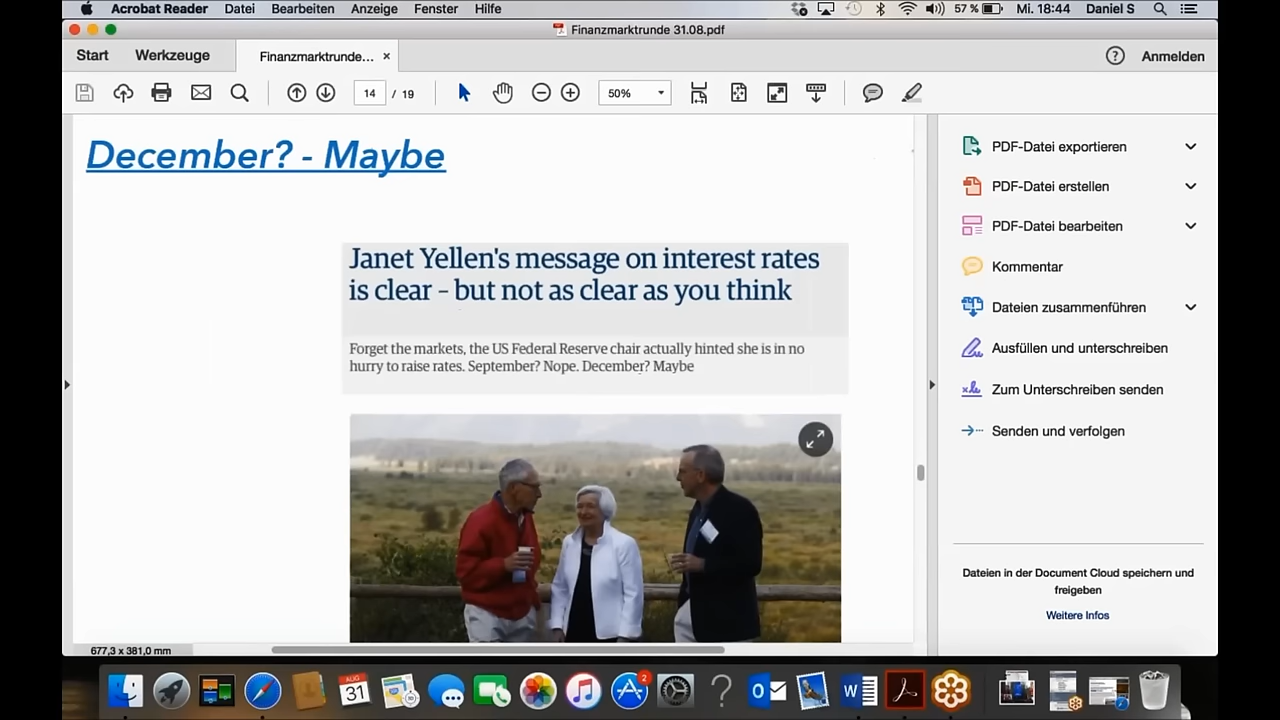 Acrobat Reader Datei Bearbeiten Anzeige Fenster Hilfe 57 % Mi. 18:44 Daniel S
Finanzmarktrunde 31.08.pdf
Start Werkzeuge Finanzmarktrunde... × ? Anmelden
14 / 19 50%
December? - Maybe
Janet Yellen's message on interest rates
is clear – but not as clear as you think
Forget the markets, the US Federal Reserve chair actually hinted she is in no
hurry to raise rates. September? Nope. December? Maybe
PDF-Datei exportieren
PDF-Datei erstellen
PDF-Datei bearbeiten
Kommentar
Dateien zusammenführen
Ausfüllen und unterschreiben
Zum Unterschreiben senden
Senden und verfolgen
Dateien in der Document Cloud speichern und
freigeben
Weitere Infos
677,3 x 381,0 mm
AUG
31
2
?